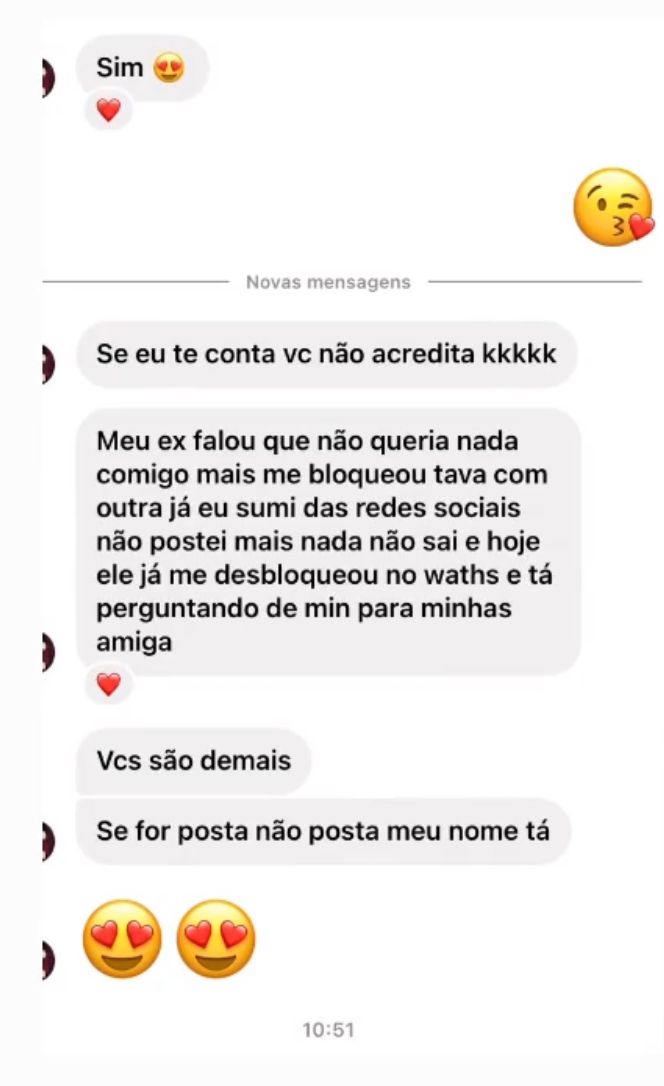 Sim 😍
❤️
😘
Novas mensagens
Se eu te conta vc não acredita kkkkk
Meu ex falou que não queria nada
comigo mais me bloqueou tava com
outra já eu sumi das redes sociais
não postei mais nada não sai e hoje
ele já me desbloqueou no waths e tá
perguntando de min para minhas
amiga
❤️
Vcs são demais
Se for posta não posta meu nome tá
😍😍
10:51